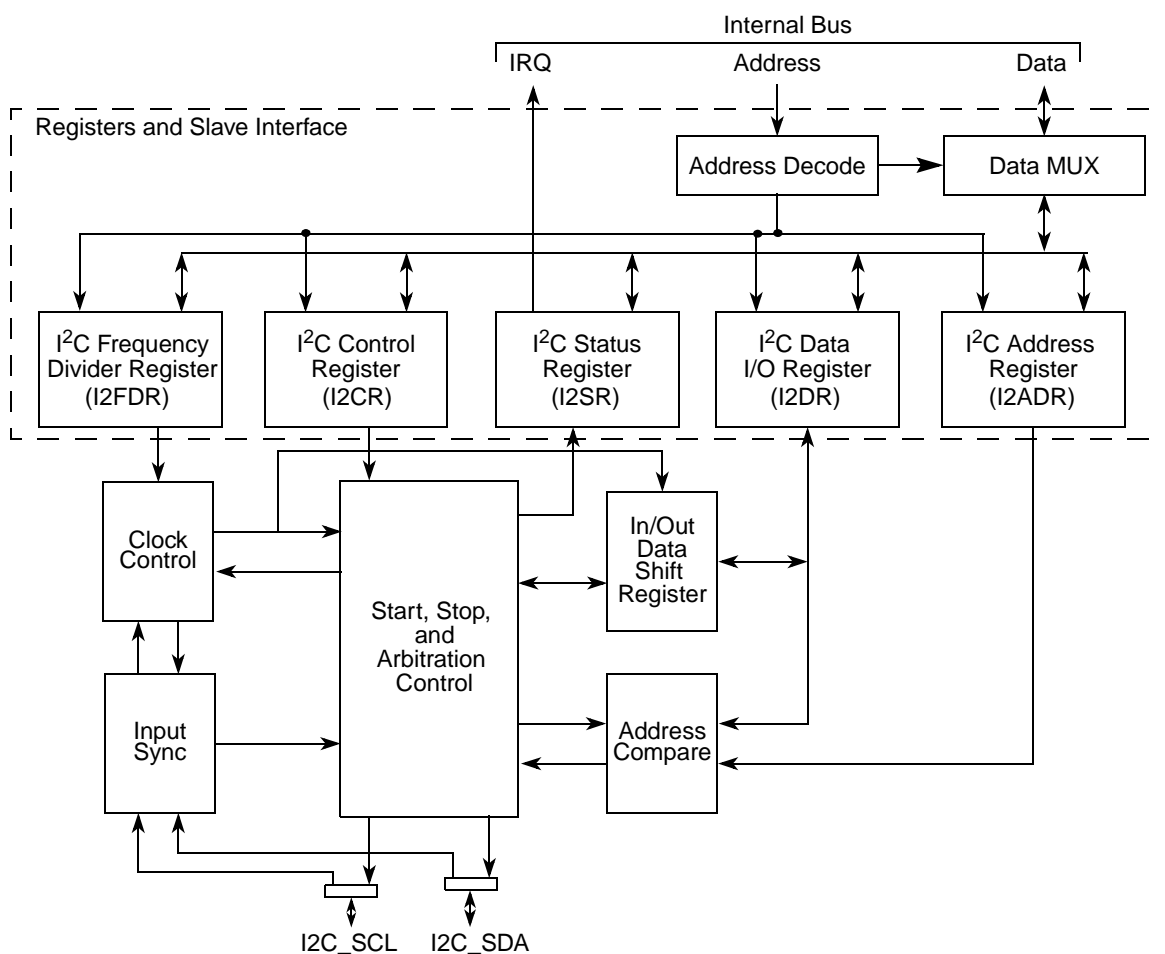 Internal Bus
IRQ
Address
Data
Registers and Slave Interface
Address Decode
Data MUX
I²C Frequency
Divider Register
(I2FDR)
I²C Control
Register
(I2CR)
I²C Status
Register
(I2SR)
I²C Data
I/O Register
(I2DR)
I²C Address
Register
(I2ADR)
Clock
Control
In/Out
Data
Shift
Register
Start, Stop,
and
Arbitration
Control
Input
Sync
Address
Compare
I2C_SCL
I2C_SDA